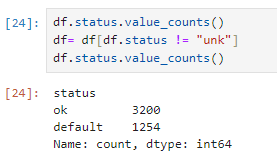 [24]: df.status.value_counts()
df= df[df.status != "unk"]
df.status.value_counts()
[24]: status
ok 3200
default 1254
Name: count, dtype: int64